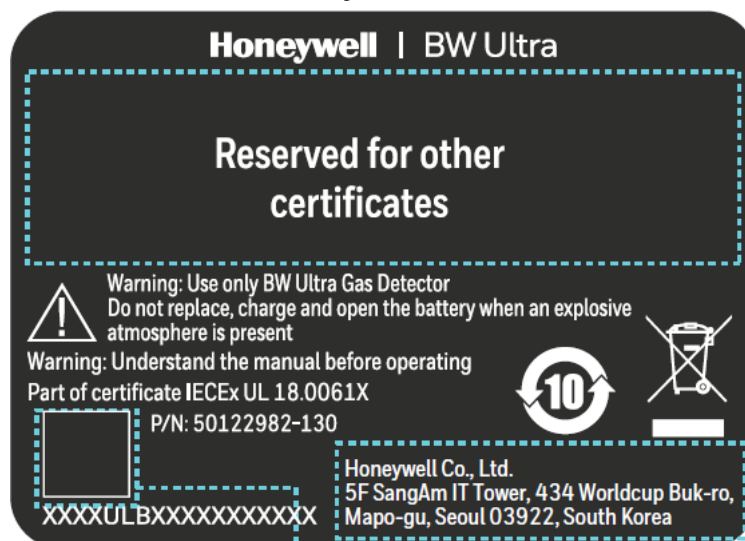 Honeywell | BW Ultra
Reserved for other
certificates
Warning: Use only BW Ultra Gas Detector
Do not replace, charge and open the battery when an explosive
atmosphere is present
Warning: Understand the manual before operating
Part of certificate IECEx UL 18.0061X
10
P/N: 50122982-130
XXXXULBXXXXXXXXXXX
Honeywell Co., Ltd.
5F SangAm IT Tower, 434 Worldcup Buk-ro,
Mapo-gu, Seoul 03922, South Korea